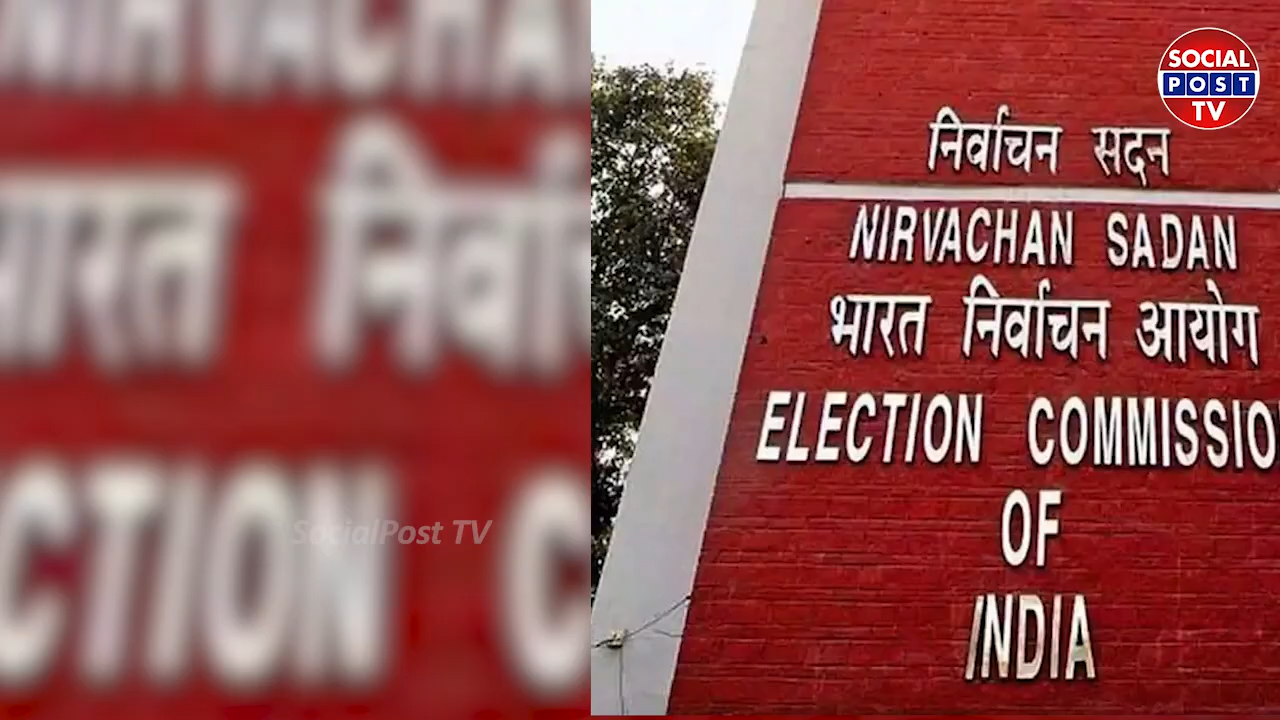 SOCIAL
POST
TV
निर्वाचन सदन
NIRVACHAN SADAN
भारत निर्वाचन आयोग
ELECTION COMMISSIO
OF
INDIA
SocialPost TV